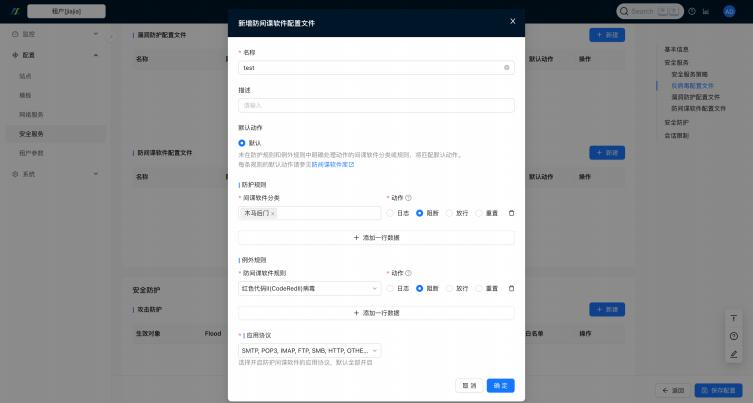 租户[jiajia]
Search
AD
监控
配置
站点
模板
网络服务
安全服务
租户参数
系统
漏洞防护配置文件
新建
名称
默认动作
操作
防间谍软件配置文件
新建
名称
默认动作
操作
安全防护
攻击防护
新建
生效对象
Flood
白名单
操作
新增防间谍软件配置文件
X
* 名称
test
描述
请输入
默认动作
默认
未在防护规则和例外规则中明确处理动作的间谍软件分类或规则，将匹配默认动作。
每条规则的默认动作请参见防间谍软件库
防护规则
* 间谍软件分类
* 动作
木马后门 ×
日志 阻断 放行 重置
+ 添加一行数据
例外规则
* 防间谍软件规则
* 动作
红色代码II(CodeRedII)病毒
日志 阻断 放行 重置
+ 添加一行数据
* 应用协议
SMTP, POP3, IMAP, FTP, SMB, HTTP, OTHE...
选择开启防护间谍软件的应用协议，默认全部开启
取 消
确 定
基本信息
安全服务
安全服务策略
反病毒配置文件
漏洞防护配置文件
防间谍软件配置文件
安全防护
会话限制
返回
保存配置